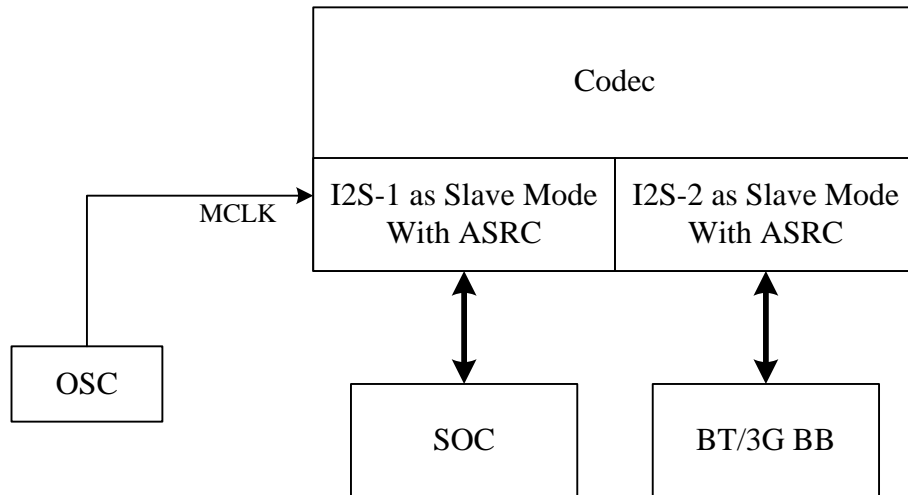 Codec
I2S-1 as Slave Mode
With ASRC
I2S-2 as Slave Mode
With ASRC
MCLK
OSC
SOC
BT/3G BB